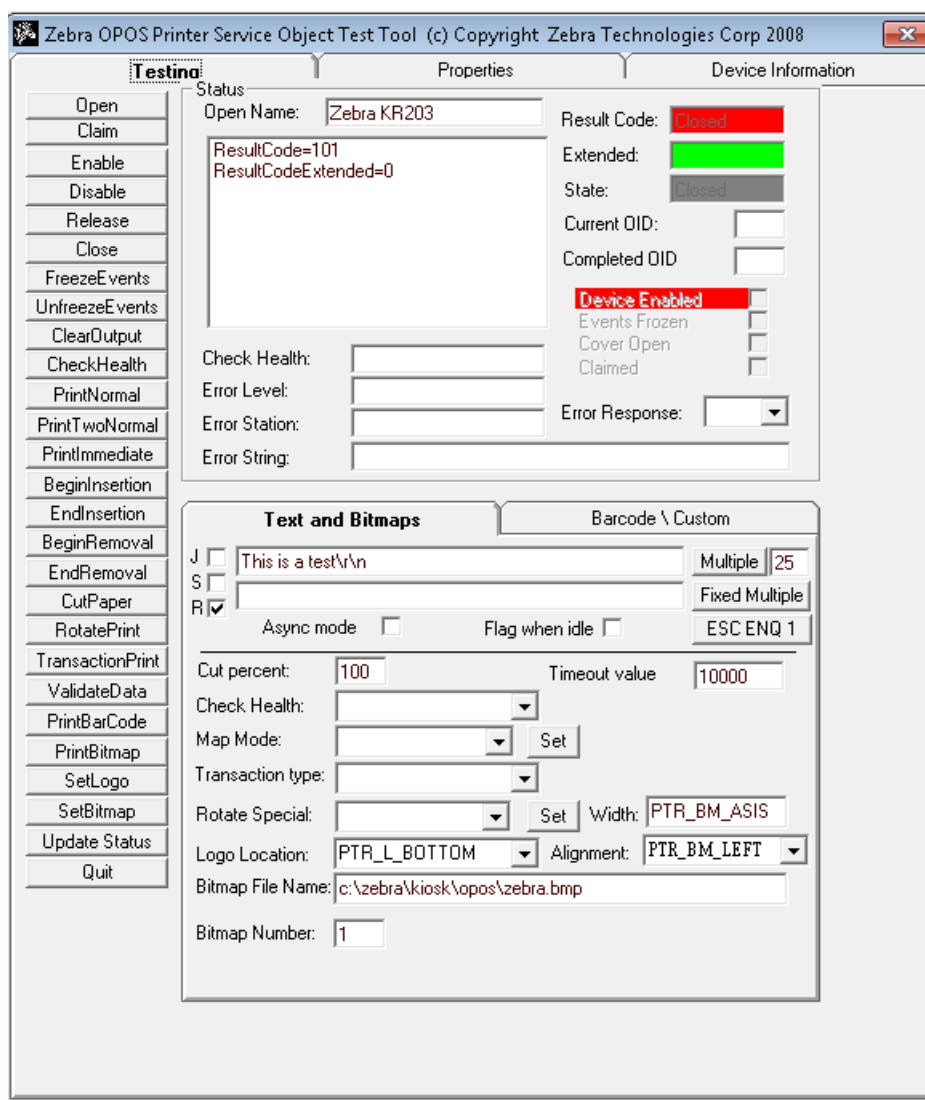 Zebra OPOS Printer Service Object Test Tool (c) Copyright Zebra Technologies Corp 2008
Testing
Properties
Device Information
Open
Claim
Enable
Disable
Release
Close
FreezeEvents
UnfreezeEvents
ClearOutput
CheckHealth
PrintNormal
PrintTwoNormal
PrintImmediate
BeginInsertion
EndInsertion
BeginRemoval
EndRemoval
CutPaper
RotatePrint
TransactionPrint
ValidateData
PrintBarCode
PrintBitmap
SetLogo
SetBitmap
Update Status
Quit
Status
Open Name: Zebra KR203
ResultCode=101
ResultCodeExtended=0
Result Code: Closed
Extended:
State: Closed
Current OID:
Completed OID
Device Enabled
Events Frozen
Cover Open
Claimed
Check Health:
Error Level:
Error Station:
Error Response:
Error String:
Text and Bitmaps
Barcode \ Custom
J This is a test\r\n Multiple 25
S
R Fixed Multiple
Async mode Flag when idle ESC ENQ 1
Cut percent: 100 Timeout value 10000
Check Health:
Map Mode: Set
Transaction type:
Rotate Special: Set Width: PTR_BM_ASIS
Logo Location: PTR_L_BOTTOM Alignment: PTR_BM_LEFT
Bitmap File Name: c:\zebra\kiosk\opos\zebra.bmp
Bitmap Number: 1